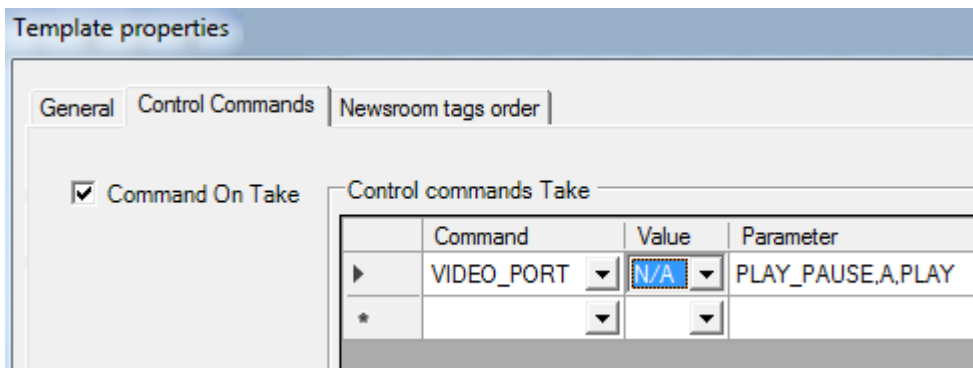 Template properties
General Control Commands Newsroom tags order
Command On Take Control commands Take
Command Value Parameter
VIDEO_PORT N/A PLAY_PAUSE,A,PLAY